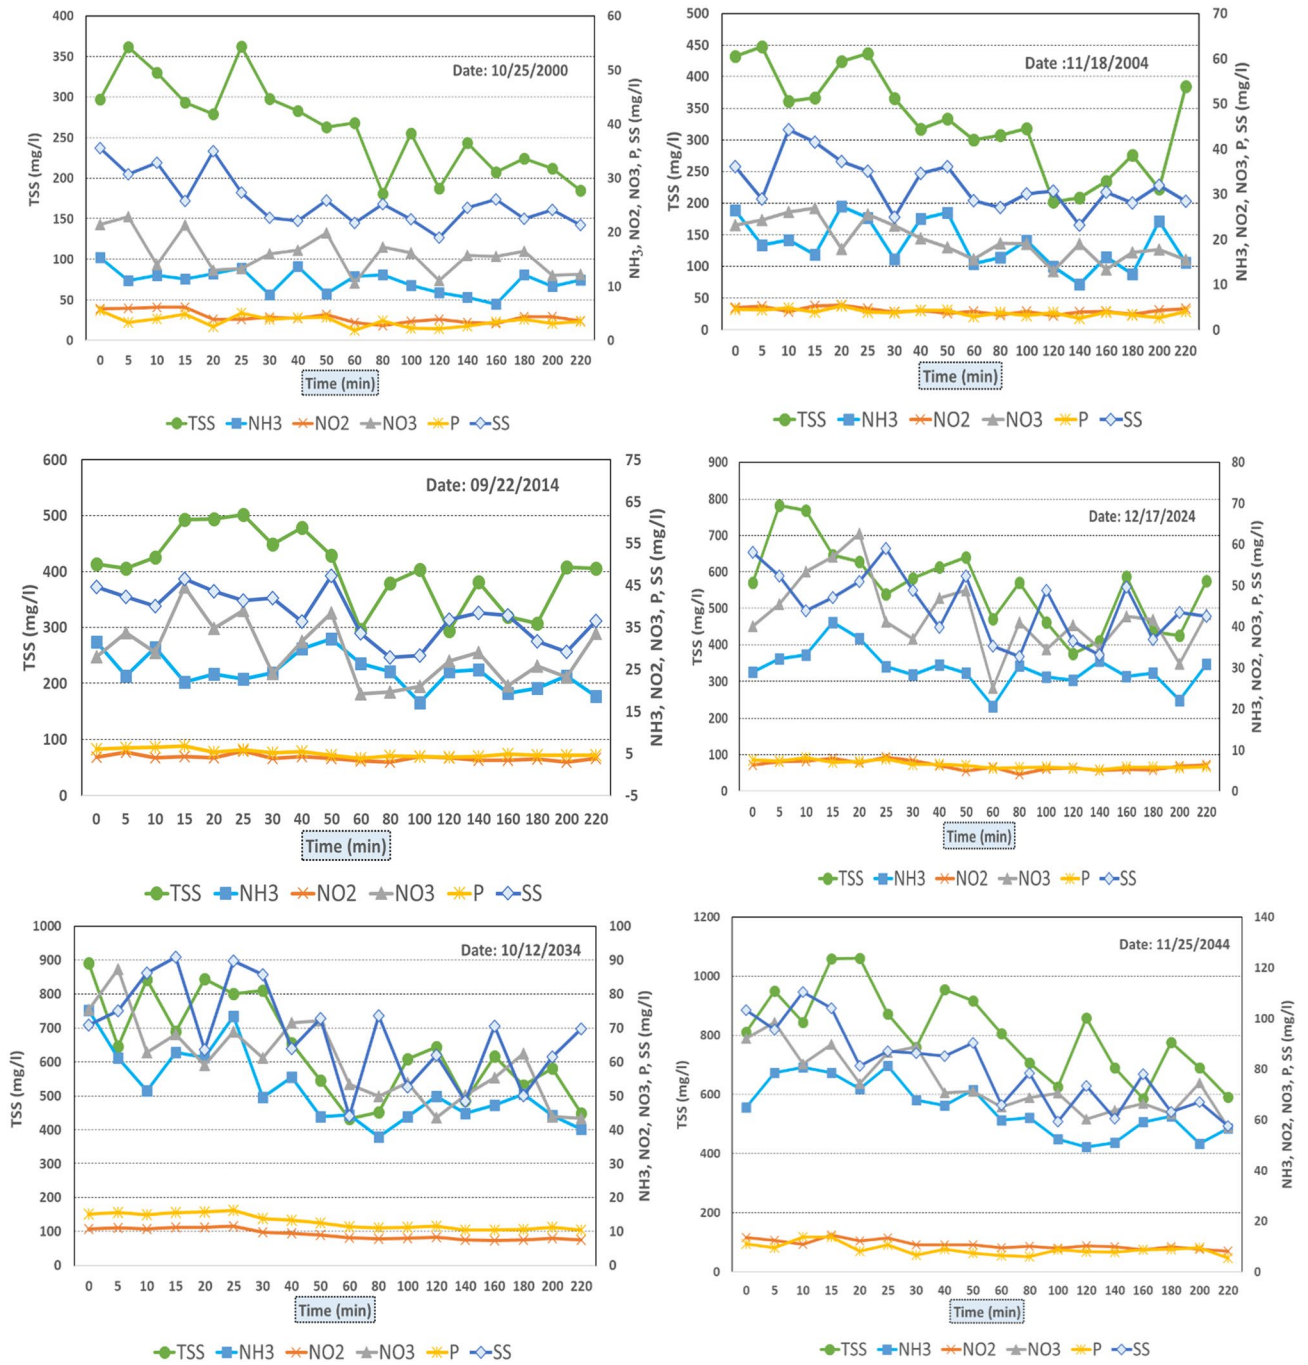 400
350
300
250
200
150
100
50
0
TSS (mg/l)
Date: 10/25/2000
60
50
40
30
20
10
0
NH3, NO2, NO3, P, SS (mg/l)
0 5 10 15 20 25 30 40 50 60 80 100 120 140 160 180 200 220
Time (min)
TSS NH3 NO2 NO3 P SS
500
450
400
350
300
250
200
150
100
50
0
TSS (mg/l)
Date :11/18/2004
70
60
50
40
30
20
10
0
NH3, NO2, NO3, P, SS (mg/l)
0 5 10 15 20 25 30 40 50 60 80 100 120 140 160 180 200 220
Time (min)
TSS NH3 NO2 NO3 P SS
600
500
400
300
200
100
0
TSS (mg/l)
Date: 09/22/2014
75
65
55
45
35
25
15
5
-5
NH3, NO2, NO3, P, SS (mg/l)
0 5 10 15 20 25 30 40 50 60 80 100 120 140 160 180 200 220
Time (min)
TSS NH3 NO2 NO3 P SS
900
800
700
600
500
400
300
200
100
0
TSS (mg/l)
Date: 12/17/2024
80
70
60
50
40
30
20
10
0
NH3, NO2, NO3, P, SS (mg/l)
0 5 10 15 20 25 30 40 50 60 80 100 120 140 160 180 200 220
Time (min)
TSS NH3 NO2 NO3 P SS
1000
900
800
700
600
500
400
300
200
100
0
TSS (mg/l)
Date: 10/12/2034
100
90
80
70
60
50
40
30
20
10
0
NH3, NO2, NO3, P, SS (mg/l)
0 5 10 15 20 25 30 40 50 60 80 100 120 140 160 180 200 220
Time (min)
TSS NH3 NO2 NO3 P SS
1200
1000
800
600
400
200
0
TSS (mg/l)
Date: 11/25/2044
140
120
100
80
60
40
20
0
NH3, NO2, NO3, P, SS (mg/l)
0 5 10 15 20 25 30 40 50 60 80 100 120 140 160 180 200 220
Time (min)
TSS NH3 NO2 NO3 P SS